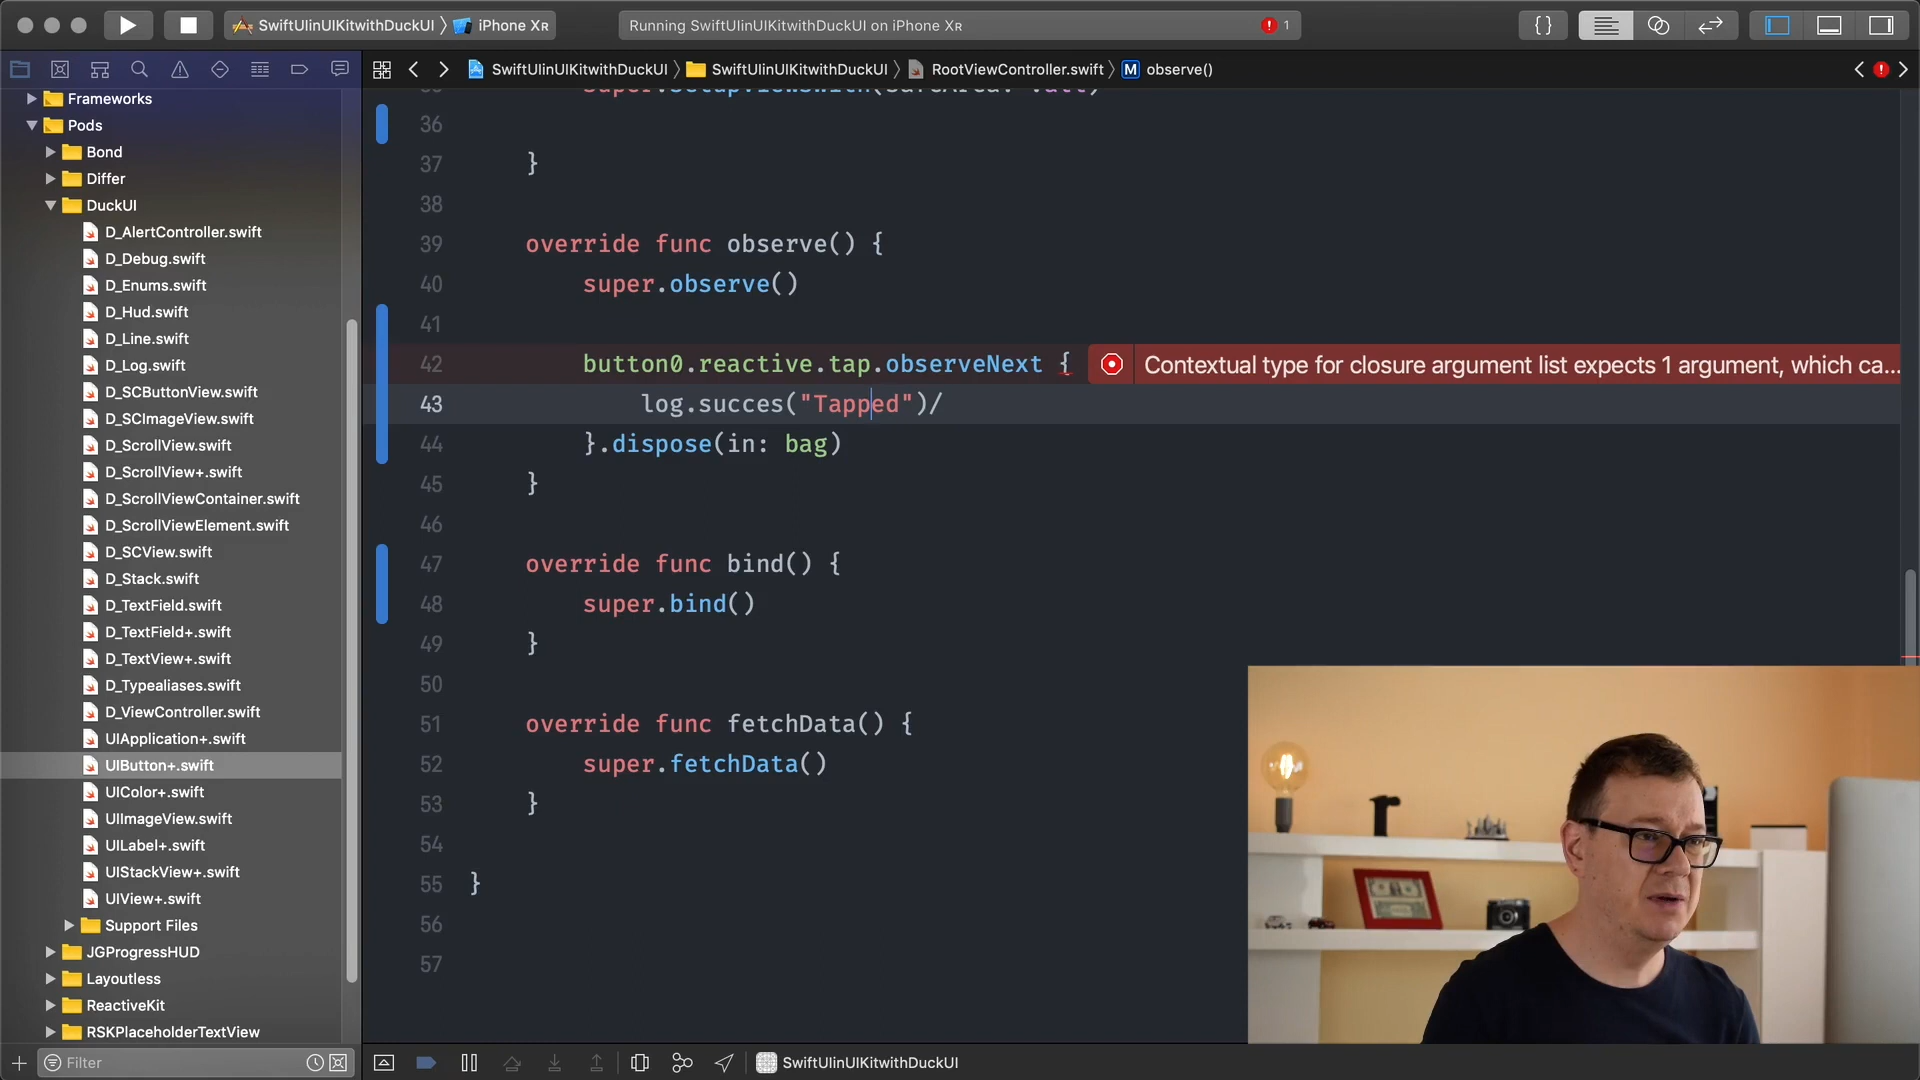 SwiftUIinUIKitwithDuckUI
iPhone XR
Running SwiftUIinUIKitwithDuckUI on iPhone XR
1
SwiftUIinUIKitwithDuckUI
SwiftUIinUIKitwithDuckUI
RootViewController.swift
M
observe()
Frameworks
Pods
Bond
Differ
DuckUI
D_AlertController.swift
D_Debug.swift
D_Enums.swift
D_Hud.swift
D_Line.swift
D_Log.swift
D_SCButtonView.swift
D_SCImageView.swift
D_ScrollView.swift
D_ScrollView+.swift
D_ScrollViewContainer.swift
D_ScrollViewElement.swift
D_SCView.swift
D_Stack.swift
D_TextField.swift
D_TextField+.swift
D_TextView+.swift
D_Typealiases.swift
D_ViewController.swift
UIApplication+.swift
UIButton+.swift
UIColor+.swift
UIImageView.swift
UILabel+.swift
UIStackView+.swift
UIView+.swift
Support Files
JGProgressHUD
Layoutless
ReactiveKit
RSKPlaceholderTextView
Filter
36
37 }
38
39 override func observe() {
40 super.observe()
41
42 button0.reactive.tap.observeNext {
Contextual type for closure argument list expects 1 argument, which ca...
43 log.succes("Tapped")/
44 }.dispose(in: bag)
45 }
46
47 override func bind() {
48 super.bind()
49 }
50
51 override func fetchData() {
52 super.fetchData()
53 }
54
55 }
56
57
SwiftUIinUIKitwithDuckUI